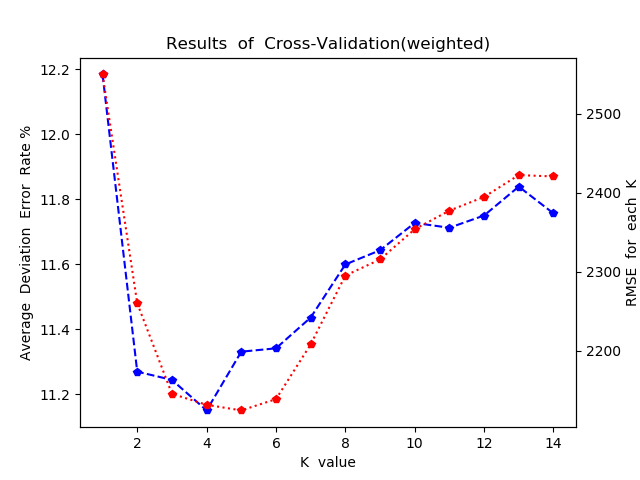 Results of Cross-Validation(weighted)
12.2
12.0
11.8
11.6
11.4
11.2
Average Deviation Error Rate %
2500
2400
2300
2200
RMSE for each K
2 4 6 8 10 12 14
K value